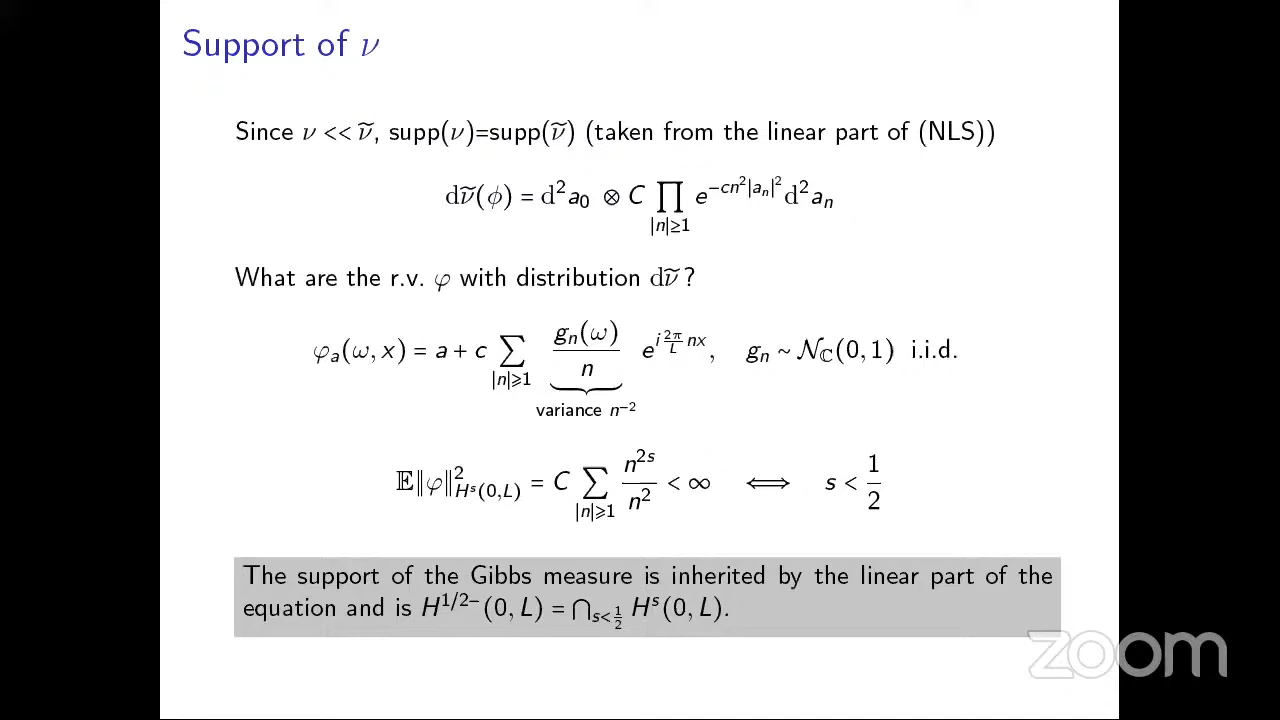 Support of ν
Since ν << ν̃, supp(ν)=supp(ν̃) (taken from the linear part of (NLS))
dν̃(ϕ) = d²a₀ ⊗ C ∏_{|n|≥1} e^{−cn²|aₙ|²} d²aₙ
What are the r.v. φ with distribution dν̃?
φₐ(ω, x) = a + c ∑_{|n|⩾1} gₙ(ω)/n e^{i 2π/L nx}, gₙ ~ 𝒩_ℂ(0, 1) i.i.d.
variance n⁻²
𝔼‖φ‖²_{Hˢ(0,L)} = C ∑_{|n|⩾1} n^{2s}/n² < ∞ ⟺ s < 1/2
The support of the Gibbs measure is inherited by the linear part of the
equation and is H^{1/2−}(0, L) = ⋂_{s<1/2} Hˢ(0, L).
zoom